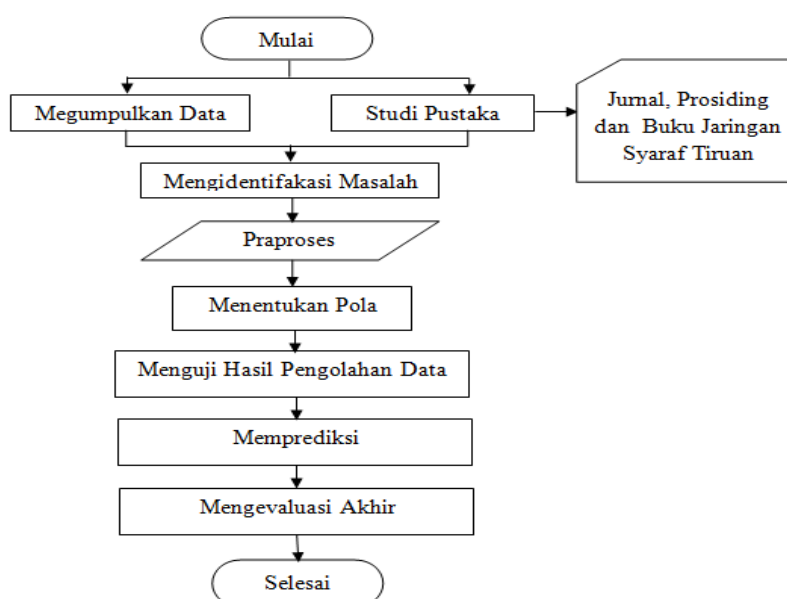 Mulai
Megumpulkan Data
Studi Pustaka
Jurnal, Prosiding
dan Buku Jaringan
Syaraf Tiruan
Mengidentifakasi Masalah
Praproses
Menentukan Pola
Menguji Hasil Pengolahan Data
Memprediksi
Mengevaluasi Akhir
Selesai